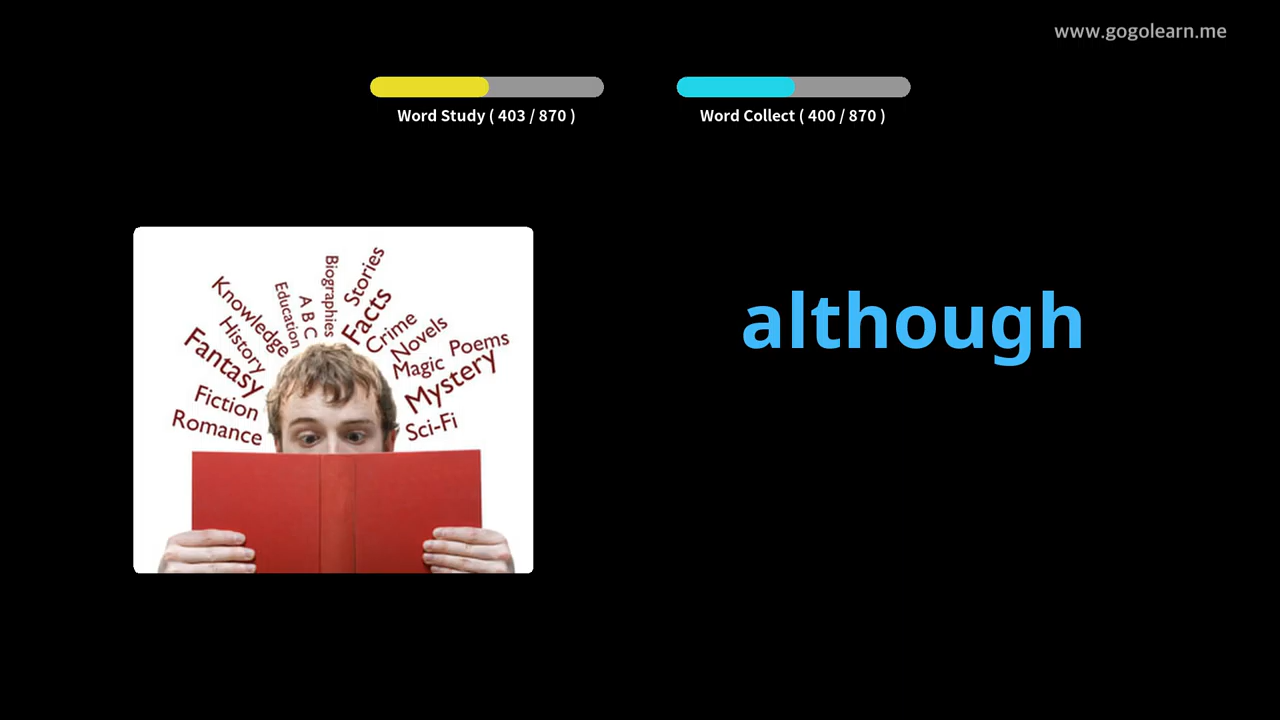 www.gogolearn.me
Word Study ( 403 / 870 )
Word Collect ( 400 / 870 )
although
Knowledge
History
Fantasy
Fiction
Romance
Education
A B C
Biographies
Stories
Facts
Crime
Novels
Magic
Poems
Mystery
Sci-Fi